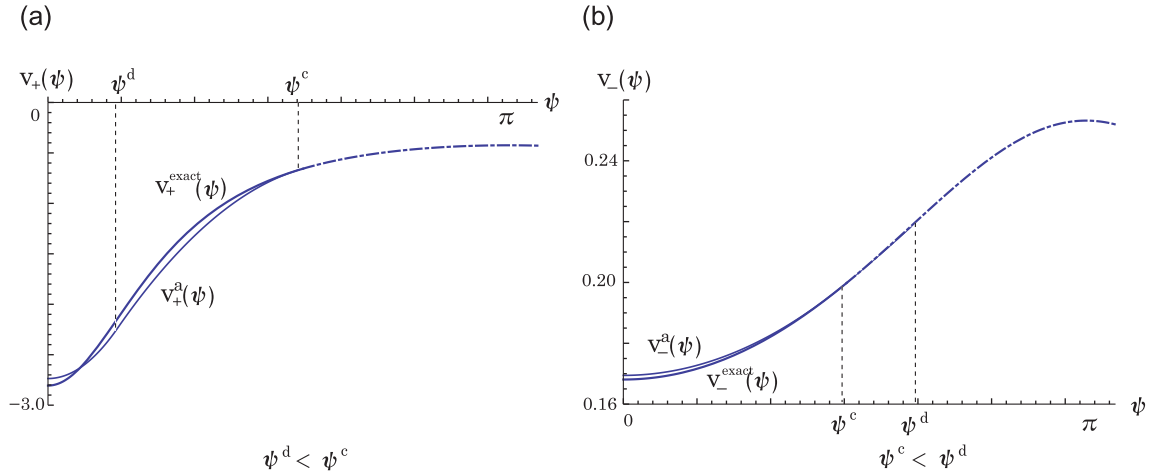 (a)
v₊(ψ)
ψᵈ
ψᶜ
ψ
0
π
v₊ᵉˣᵃᶜᵗ(ψ)
v₊ᵃ(ψ)
−3.0
ψᵈ < ψᶜ
(b)
v₋(ψ)
0.24
0.20
v₋ᵃ(ψ)
v₋ᵉˣᵃᶜᵗ(ψ)
0.16
0
ψᶜ
ψᵈ
π
ψ
ψᶜ < ψᵈ